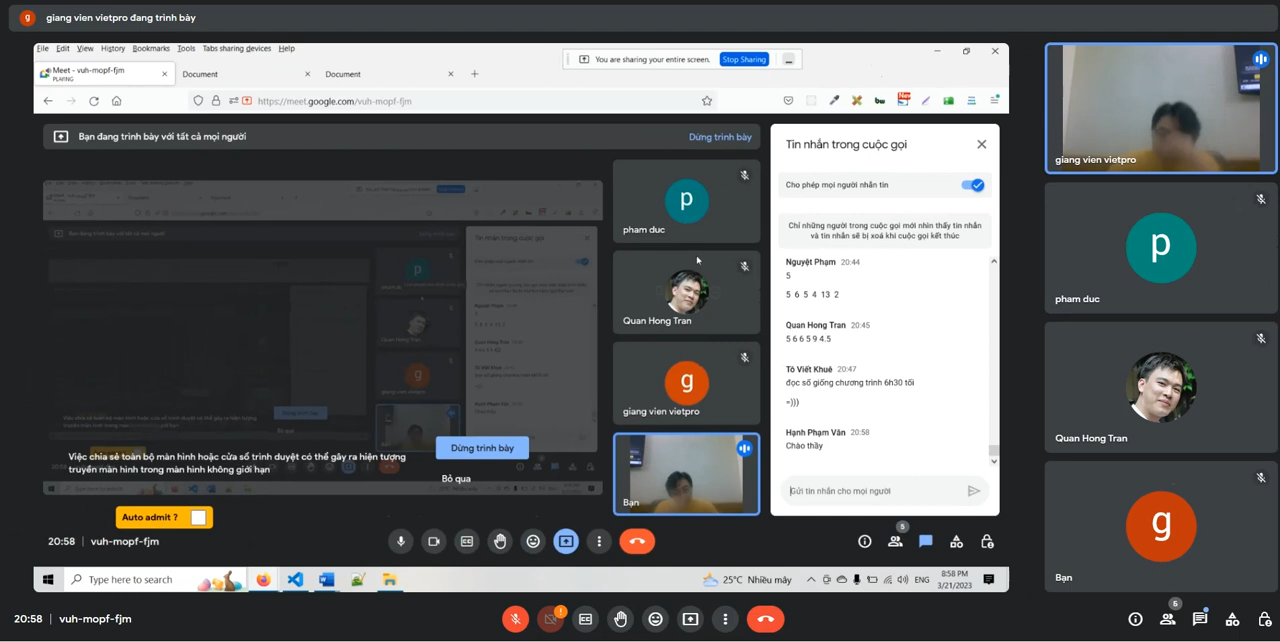 g giang vien vietpro đang trình bày
File Edit View History Bookmarks Tools Tabs sharing devices Help
You are sharing your entire screen. Stop Sharing
Meet - vuh-mopf-fjm
PLAYING
Document
Document
https://meet.google.com/vuh-mopf-fjm
New
bw
Bạn đang trình bày với tất cả mọi người
Dừng trình bày
p
pham duc
Quan Hong Tran
g
giang vien vietpro
Bạn
Việc chia sẻ toàn bộ màn hình hoặc cửa sổ trình duyệt có thể gây ra hiện tượng
truyền màn hình trong màn hình không giới hạn
Dừng trình bày
Bỏ qua
Auto admit ?
20:58 | vuh-mopf-fjm
5
Tin nhắn trong cuộc gọi
Cho phép mọi người nhắn tin
Chỉ những người trong cuộc gọi mới nhìn thấy tin nhắn
và tin nhắn sẽ bị xoá khi cuộc gọi kết thúc
Nguyệt Phạm 20:44
5
5 6 5 4 13 2
Quan Hong Tran 20:45
5 6 6 5 9 4.5
Tô Viết Khuê 20:47
đọc số giống chương trình 6h30 tối
=)))
Hạnh Phạm Văn 20:58
Chào thầy
Gửi tin nhắn cho mọi người
Type here to search
25°C Nhiều mây
ENG
8:58 PM
3/21/2023
giang vien vietpro
p
pham duc
Quan Hong Tran
g
Bạn
20:58 | vuh-mopf-fjm
6